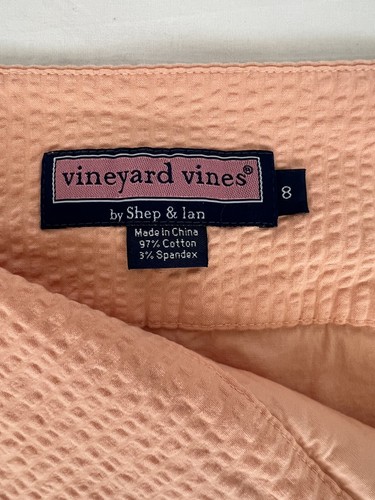 vineyard vines®
8
by Shep & Ian
Made in China
97% Cotton
3% Spandex